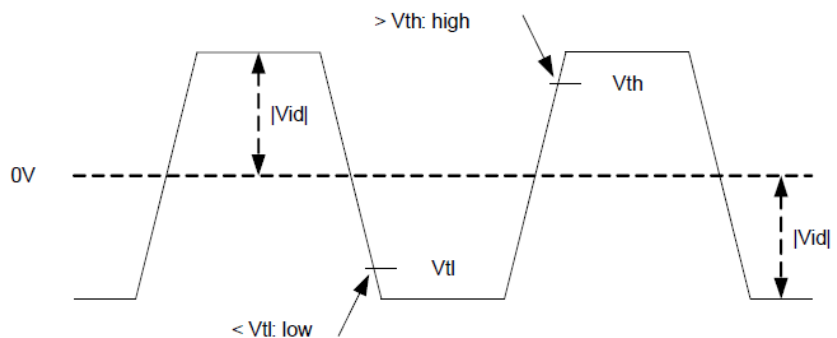 > Vth: high
|Vid|
Vth
0V
|Vid|
Vtl
< Vtl: low